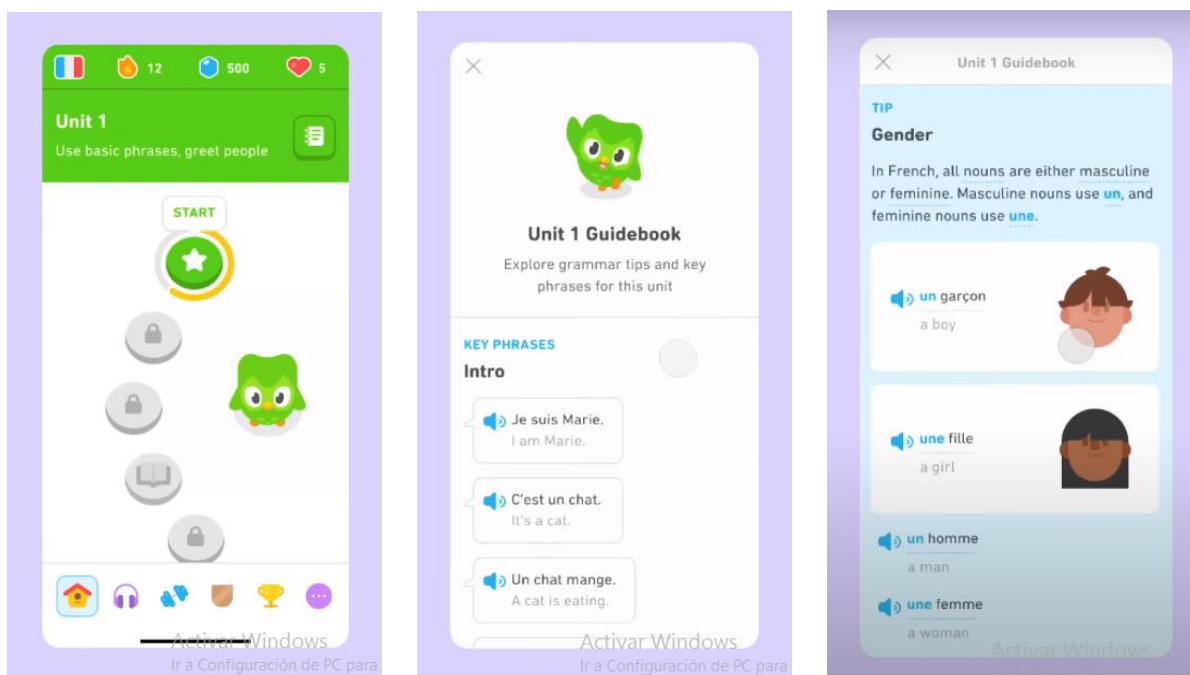 12
500
5
Unit 1
Use basic phrases, greet people
START
Activar Windows
Ir a Configuración de PC para
Unit 1 Guidebook
Explore grammar tips and key
phrases for this unit
KEY PHRASES
Intro
Je suis Marie.
I am Marie.
C'est un chat.
It's a cat.
Un chat mange.
A cat is eating.
Activar Windows
Ir a Configuración de PC para
Unit 1 Guidebook
TIP
Gender
In French, all nouns are either masculine
or feminine. Masculine nouns use un, and
feminine nouns use une.
un garçon
a boy
une fille
a girl
un homme
a man
une femme
a woman
Activar Windows